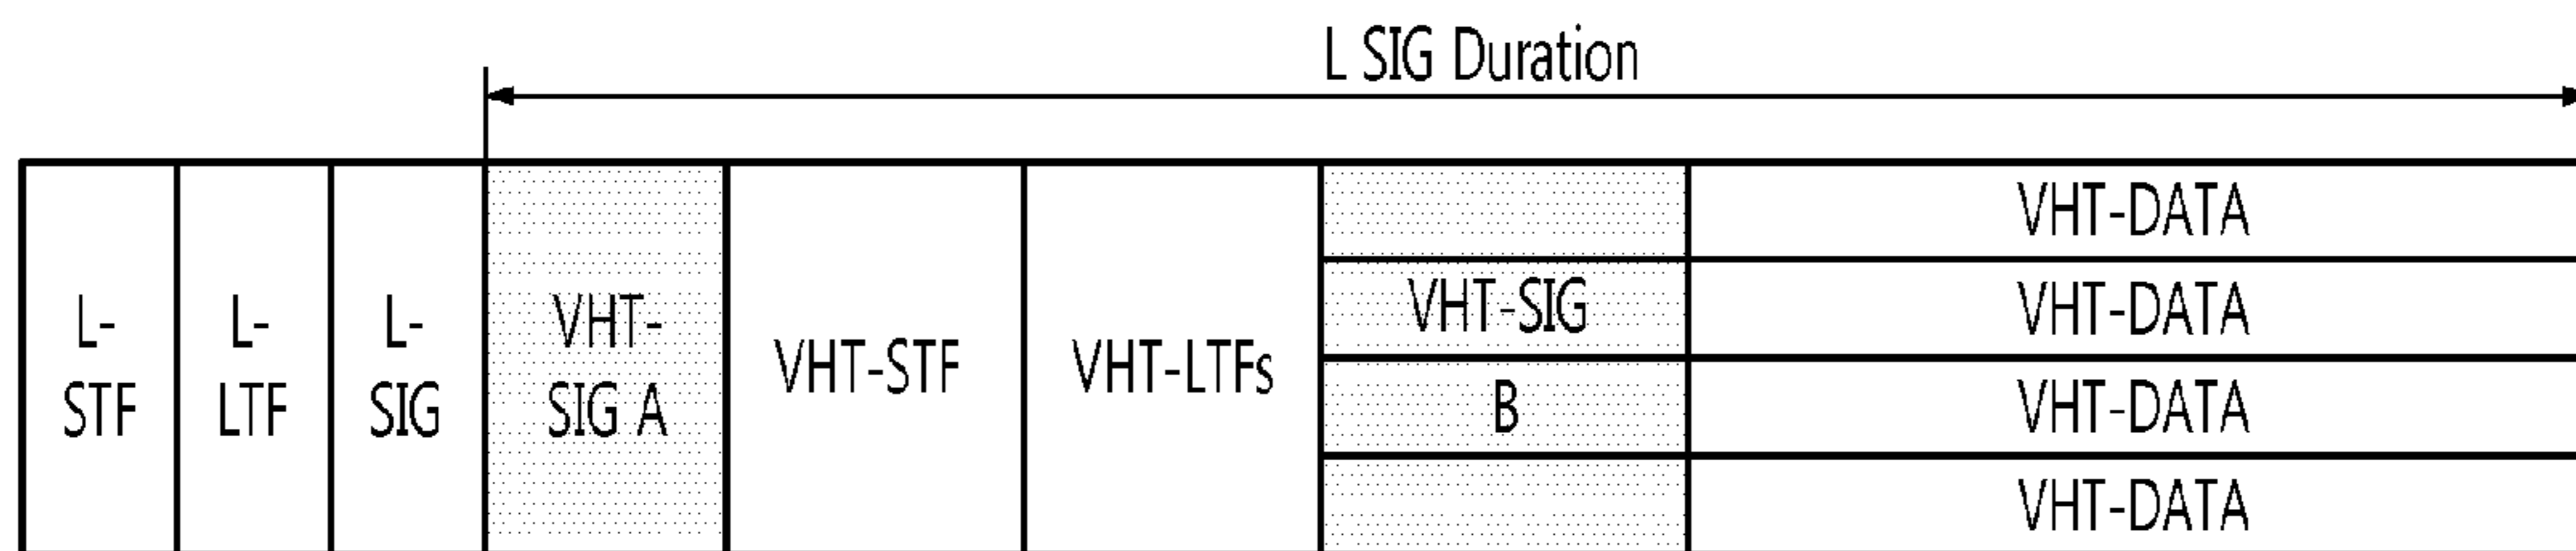 L SIG Duration
L-
STF
L-
LTF
L-
SIG
VHT-
SIG A
VHT-STF
VHT-LTFs
VHT-SIG
B
VHT-DATA
VHT-DATA
VHT-DATA
VHT-DATA